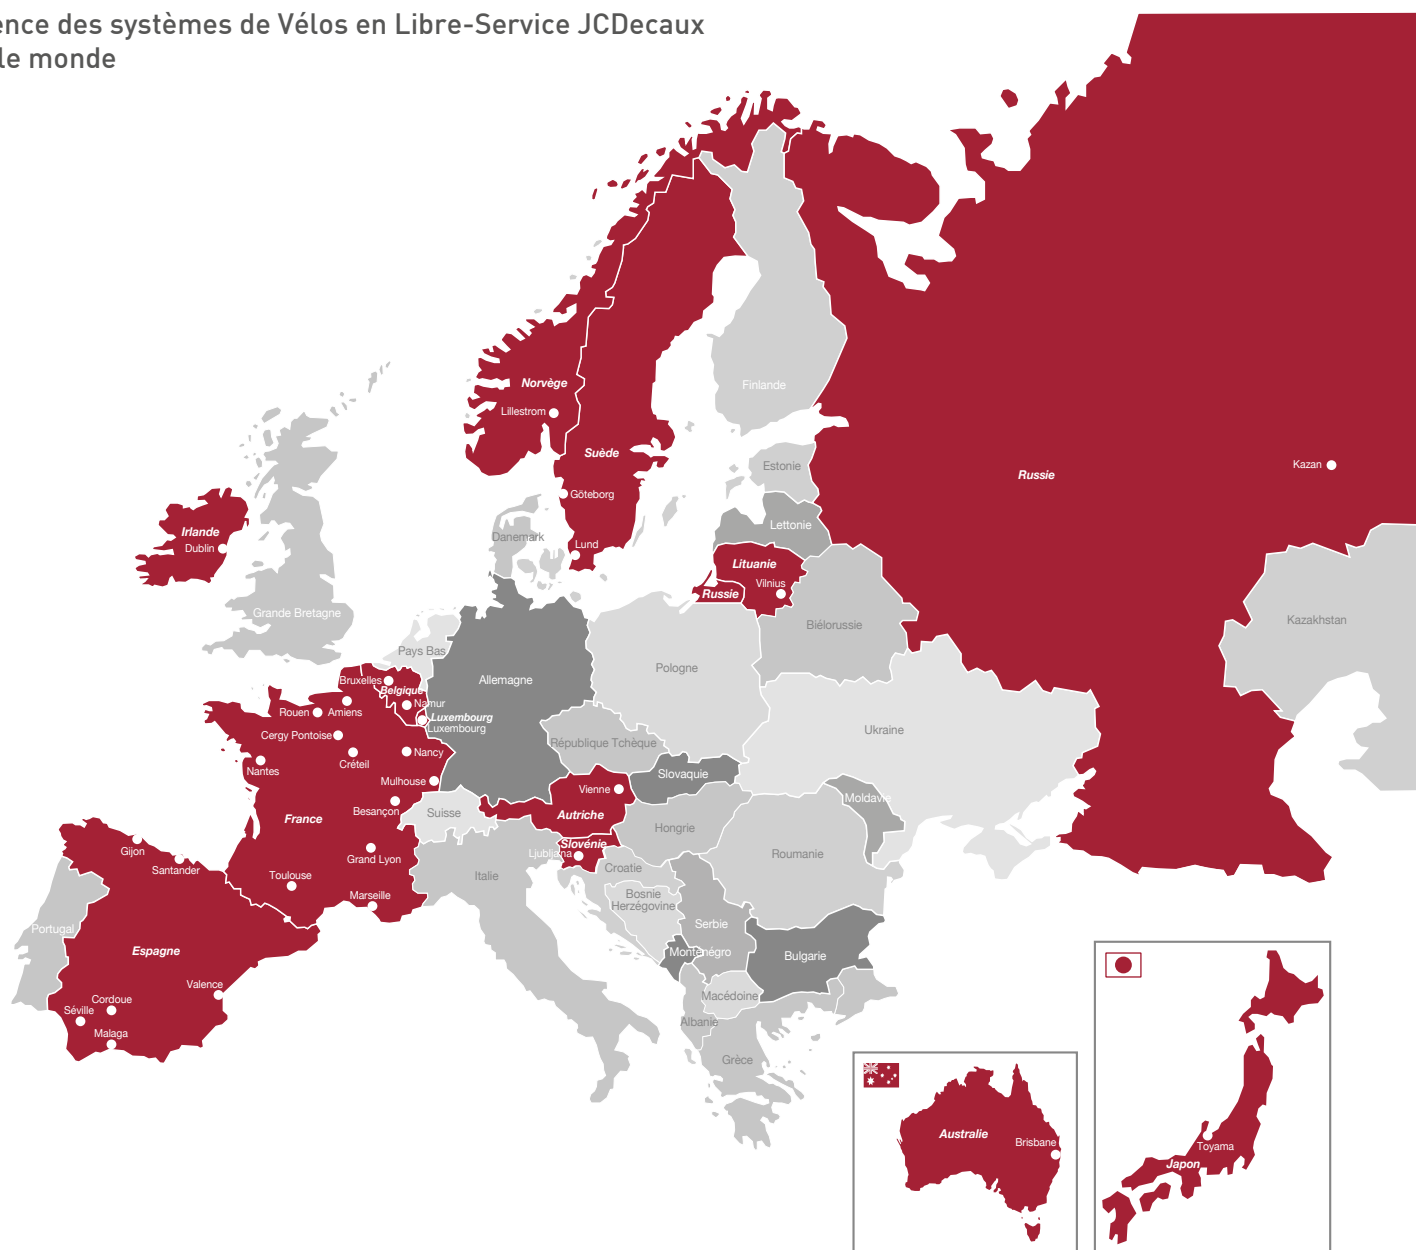 ence des systèmes de Vélos en Libre-Service JCDecaux
le monde
Norvège
Lillestrom
Suède
Göteborg
Lund
Finlande
Estonie
Lettonie
Lituanie
Vilnius
Russie
Russie
Kazan
Kazakhstan
Irlande
Dublin
Grande Bretagne
Danemark
Pays Bas
Allemagne
Pologne
Biélorussie
Ukraine
Bruxelles
Belgique
Namur
Luxembourg
Luxembourg
Rouen
Amiens
Cergy Pontoise
Créteil
Nancy
Nantes
Mulhouse
Besançon
France
Grand Lyon
Toulouse
Marseille
République Tchèque
Slovaquie
Vienne
Autriche
Suisse
Slovénie
Ljubljana
Hongrie
Moldavie
Roumanie
Croatie
Bosnie
Herzégovine
Serbie
Monténégro
Bulgarie
Macédoine
Albanie
Grèce
Italie
Gijon
Santander
Portugal
Espagne
Valence
Cordoue
Séville
Malaga
Australie
Brisbane
Toyama
Japon